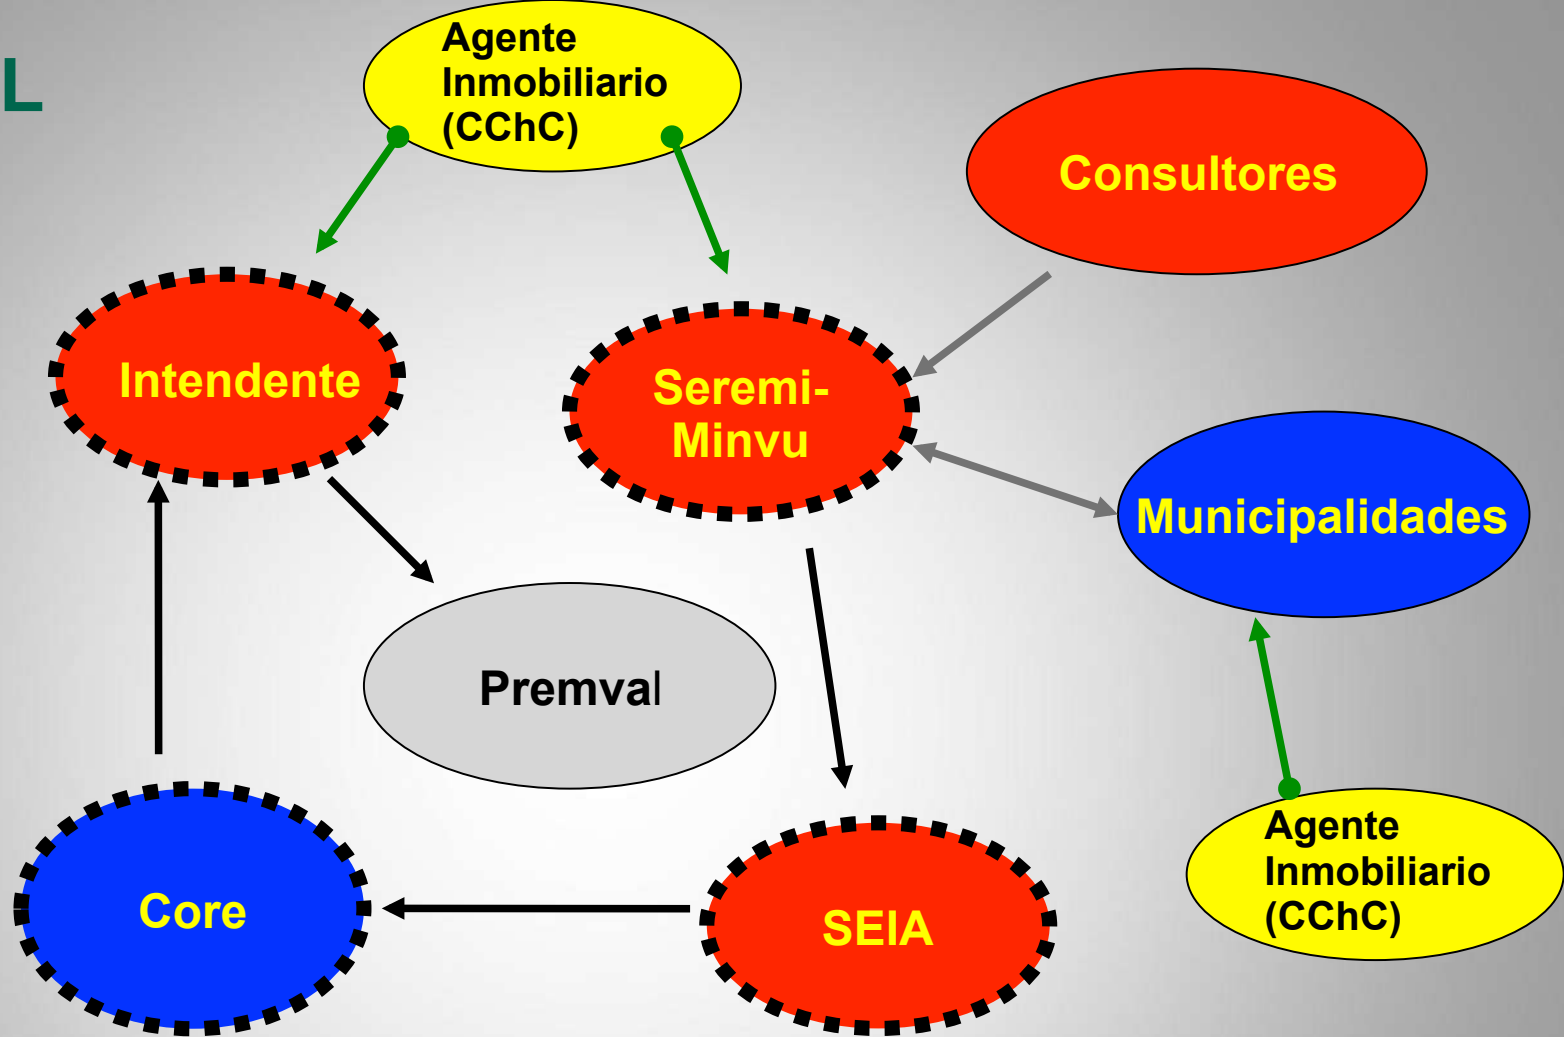 L
Agente
Inmobiliario
(CChC)
Consultores
Intendente
Seremi-
Minvu
Municipalidades
Premval
Agente
Inmobiliario
(CChC)
Core
SEIA